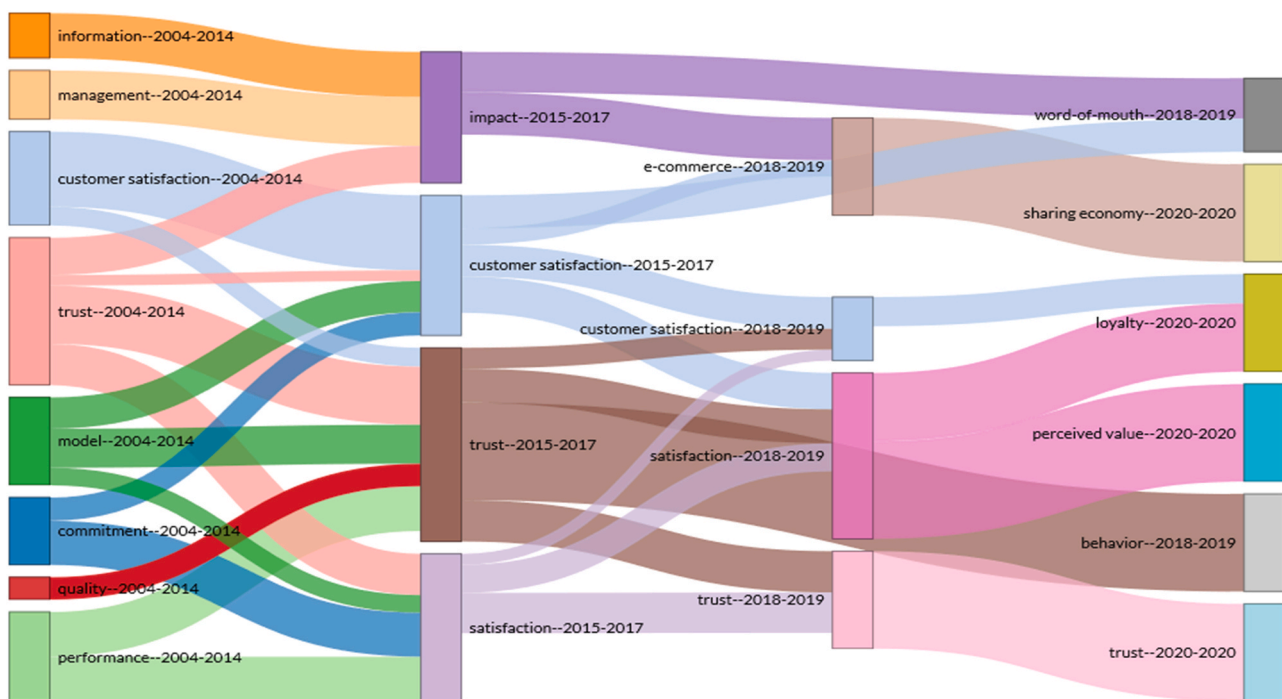 information--2004-2014
management--2004-2014
customer satisfaction--2004-2014
trust--2004-2014
model--2004-2014
commitment--2004-2014
quality--2004-2014
performance--2004-2014
impact--2015-2017
customer satisfaction--2015-2017
trust--2015-2017
satisfaction--2015-2017
e-commerce--2018-2019
customer satisfaction--2018-2019
satisfaction--2018-2019
trust--2018-2019
word-of-mouth--2018-2019
sharing economy--2020-2020
loyalty--2020-2020
perceived value--2020-2020
behavior--2018-2019
trust--2020-2020